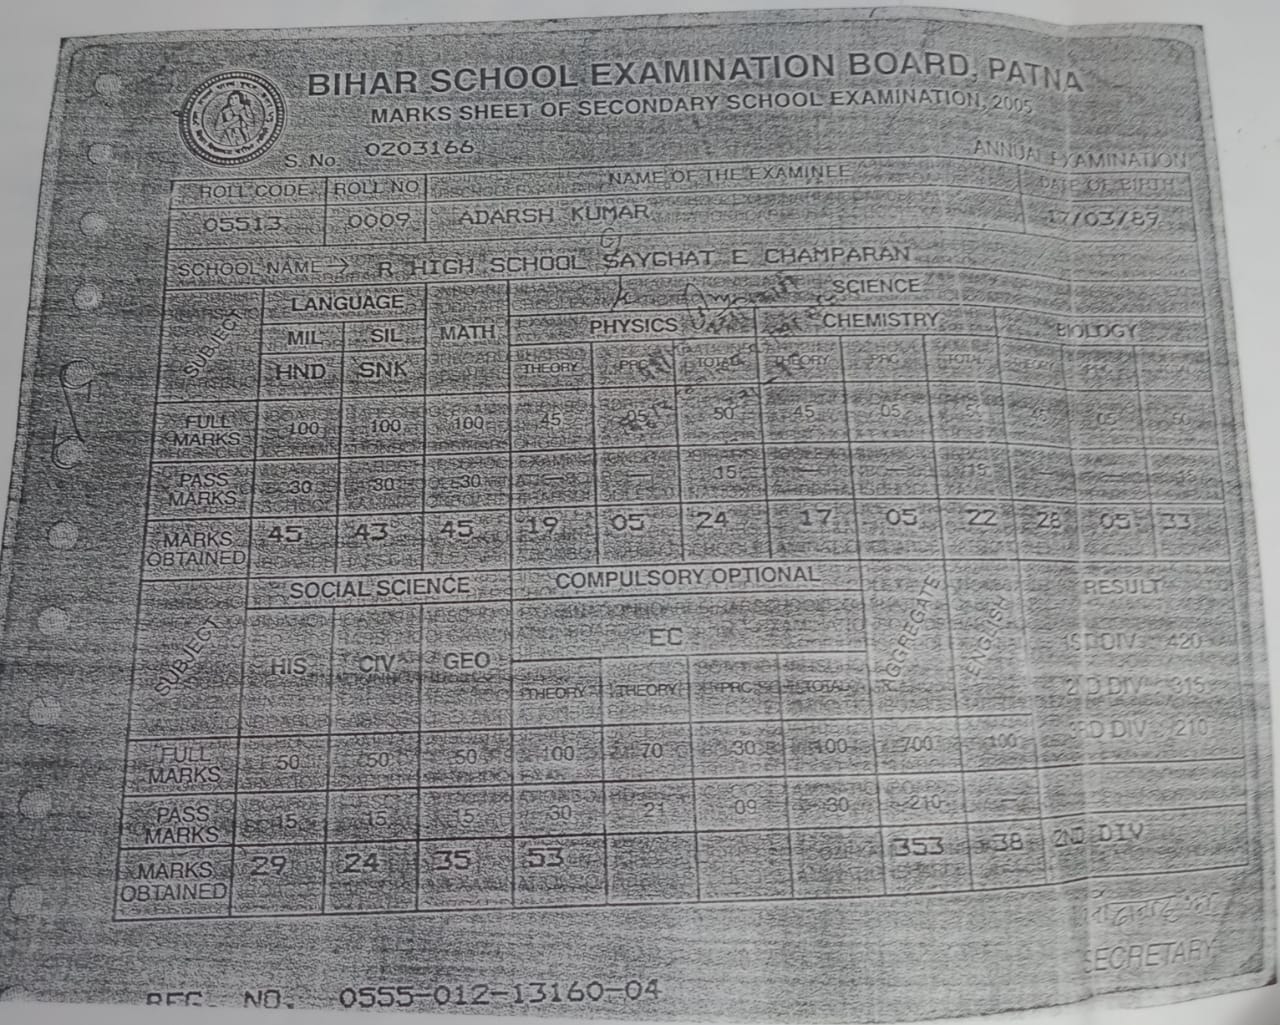 BIHAR SCHOOL EXAMINATION BOARD, PATNA
MARKS SHEET OF SECONDARY SCHOOL EXAMINATION, 2005
S. No. 0203166 ANNUAL EXAMINATION
ROLL CODE ROLL NO NAME OF THE EXAMINEE DATE OF BIRTH
05513 0009 ADARSH KUMAR 17/03/89
SCHOOL NAME → R HIGH SCHOOL SAYGHAT E CHAMPARAN
SUBJECT LANGUAGE MATH SCIENCE
MIL SIL PHYSICS CHEMISTRY BIOLOGY
HND SNK THEORY PRC TOTAL THEORY PRC TOTAL THEORY PRC TOTAL
FULL MARKS 100 100 100 45 05 50 45 05 50 45 05 50
PASS MARKS 30 30 30 — — 15 — — 15 — — 15
MARKS OBTAINED 45 43 45 19 05 24 17 05 22 28 05 33
SUBJECT SOCIAL SCIENCE COMPULSORY OPTIONAL AGGREGATE ENGLISH RESULT
HIS CIV GEO EC 1ST DIV : 420
THEORY THEORY PRC TOTAL 2ND DIV : 315
3RD DIV : 210
FULL MARKS 50 50 50 100 70 30 100 700 100
PASS MARKS 15 15 15 30 21 09 30 210 —
MARKS OBTAINED 29 24 35 53 353 38 2ND DIV
SECRETARY
REG. NO. 0555-012-13160-04